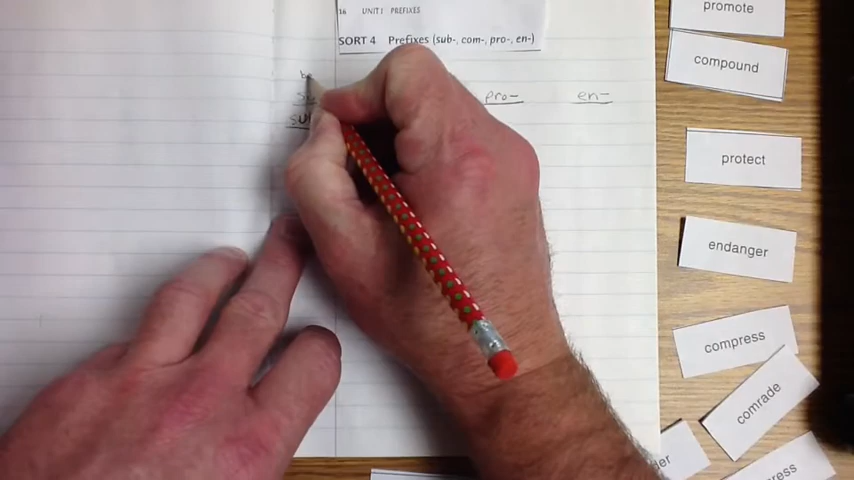 16 UNIT 1 PREFIXES
SORT 4 Prefixes (sub-, com-, pro-, en-)
pro- en-
promote
compound
protect
endanger
compress
comrade